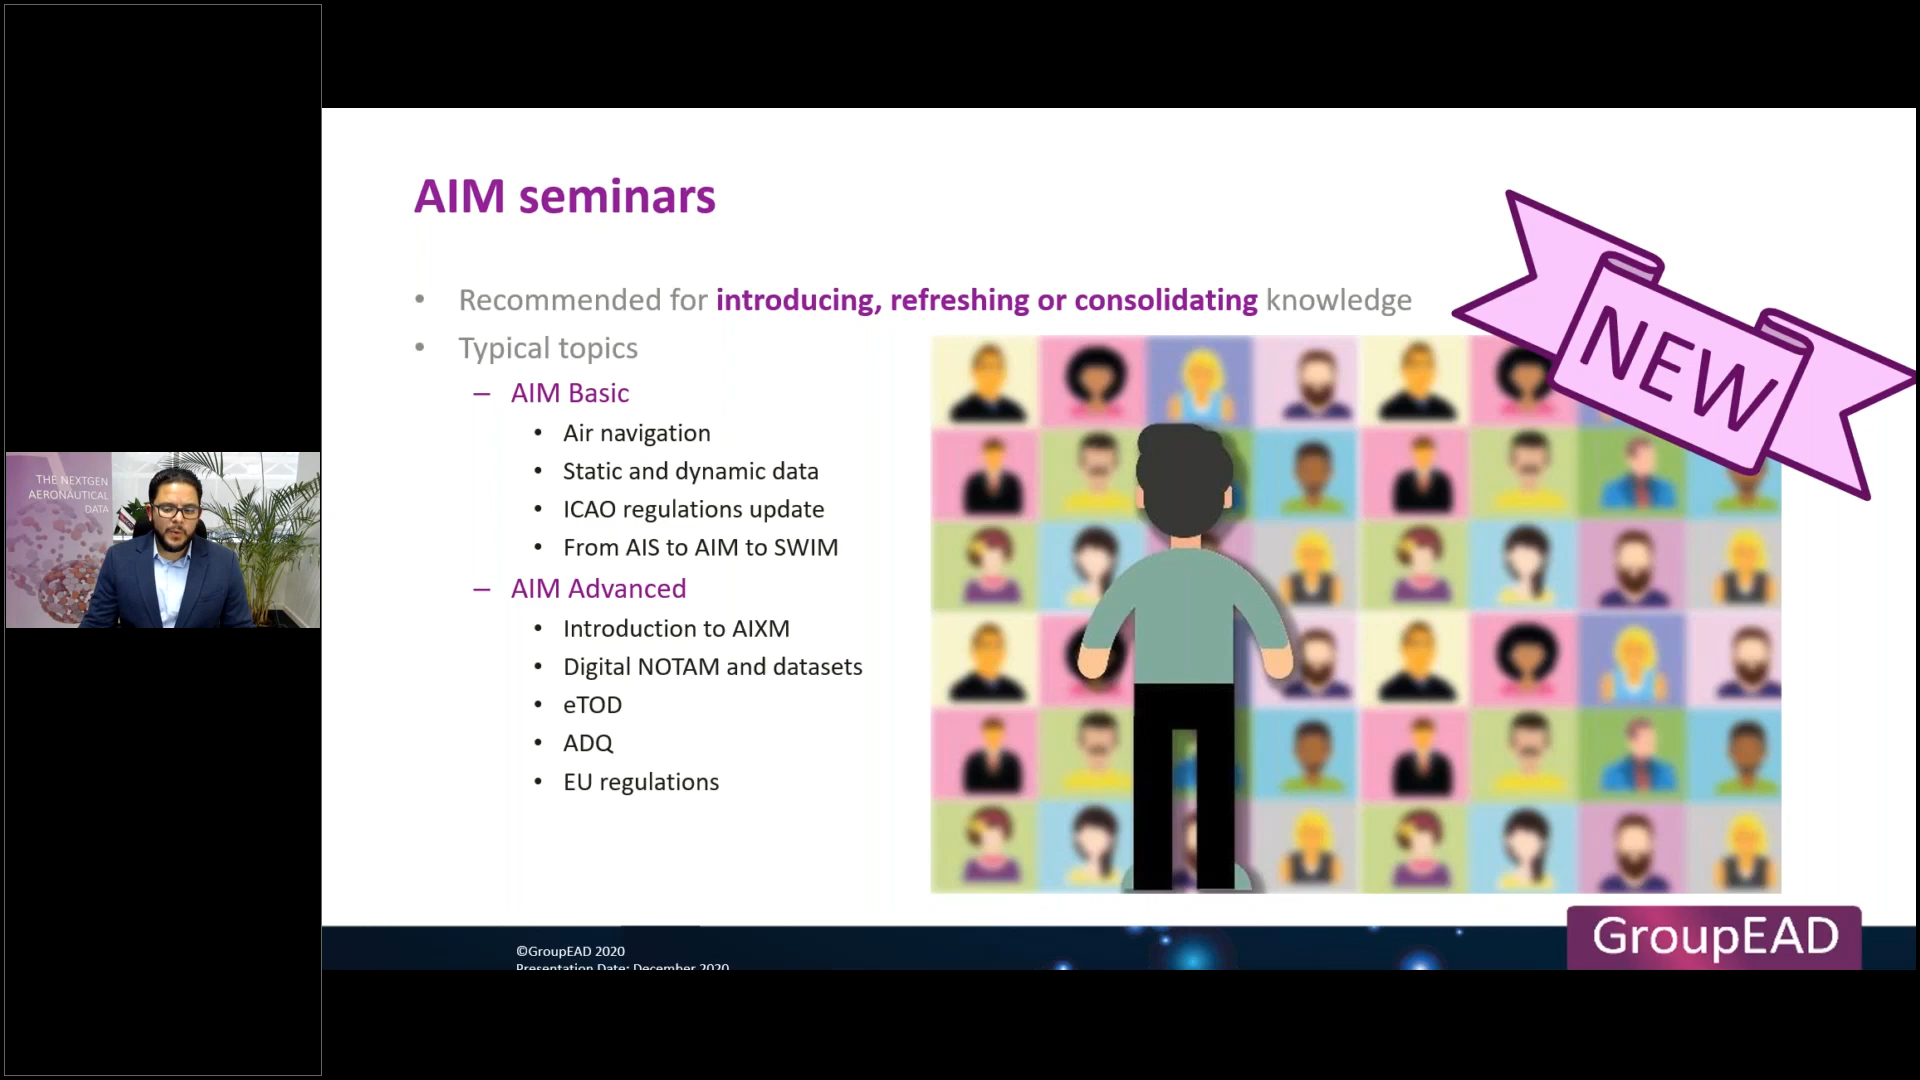 THE NEXTGEN
AERONAUTICAL
DATA
AIM seminars
• Recommended for introducing, refreshing or consolidating knowledge
• Typical topics
– AIM Basic
• Air navigation
• Static and dynamic data
• ICAO regulations update
• From AIS to AIM to SWIM
– AIM Advanced
• Introduction to AIXM
• Digital NOTAM and datasets
• eTOD
• ADQ
• EU regulations
NEW
©GroupEAD 2020
Presentation Date: December 2020
GroupEAD